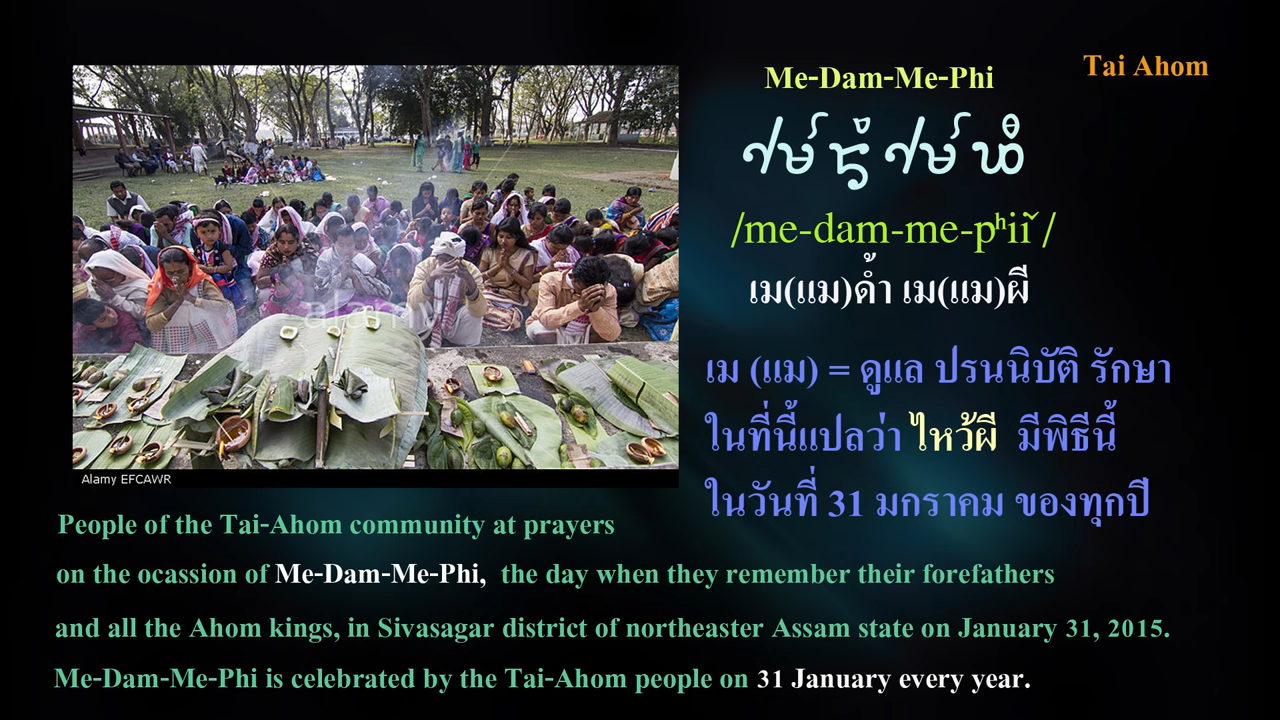 Tai Ahom
Me-Dam-Me-Phi
/me-dam-me-pʰiǐ /
เม(แม)ด้ำ เม(แม)ผี
เม (แม) = ดูแล ปรนนิบัติ รักษา
ในที่นี้แปลว่า ไหว้ผี มีพิธีนี้
ในวันที่ 31 มกราคม ของทุกปี
alamy
Alamy EFCAWR
People of the Tai-Ahom community at prayers
on the ocassion of Me-Dam-Me-Phi, the day when they remember their forefathers
and all the Ahom kings, in Sivasagar district of northeaster Assam state on January 31, 2015.
Me-Dam-Me-Phi is celebrated by the Tai-Ahom people on 31 January every year.